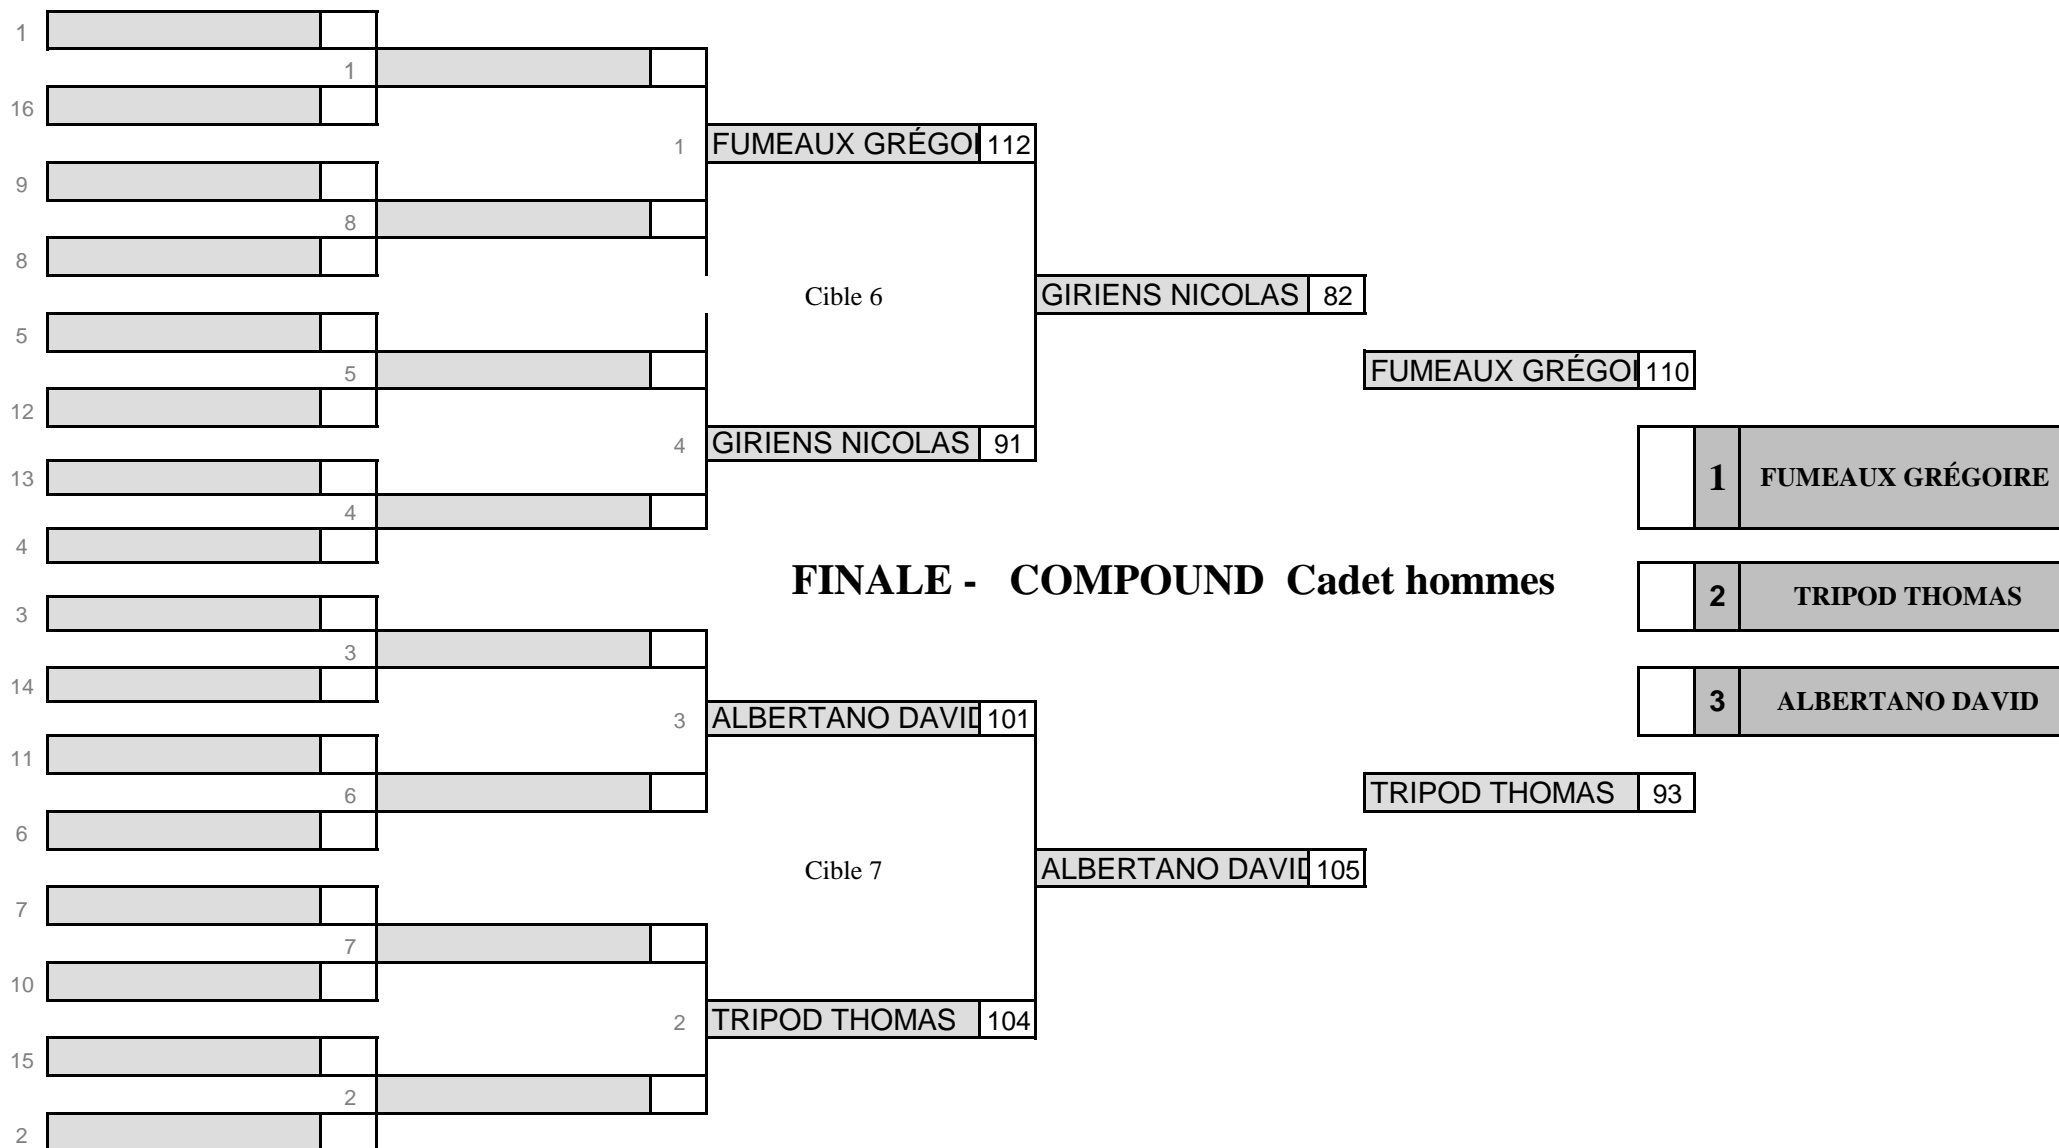 1
1
16
1 FUMEAUX GRÉGOI 112
9
8
8
Cible 6 GIRIENS NICOLAS 82
5
5 FUMEAUX GRÉGOI 110
12
4 GIRIENS NICOLAS 91
13
1 FUMEAUX GRÉGOIRE
4
4
FINALE - COMPOUND Cadet hommes
2 TRIPOD THOMAS
3
3
14
3 ALBERTANO DAVID 101
3 ALBERTANO DAVID
11
6 TRIPOD THOMAS 93
6
Cible 7 ALBERTANO DAVID 105
7
7
10
2 TRIPOD THOMAS 104
15
2
2